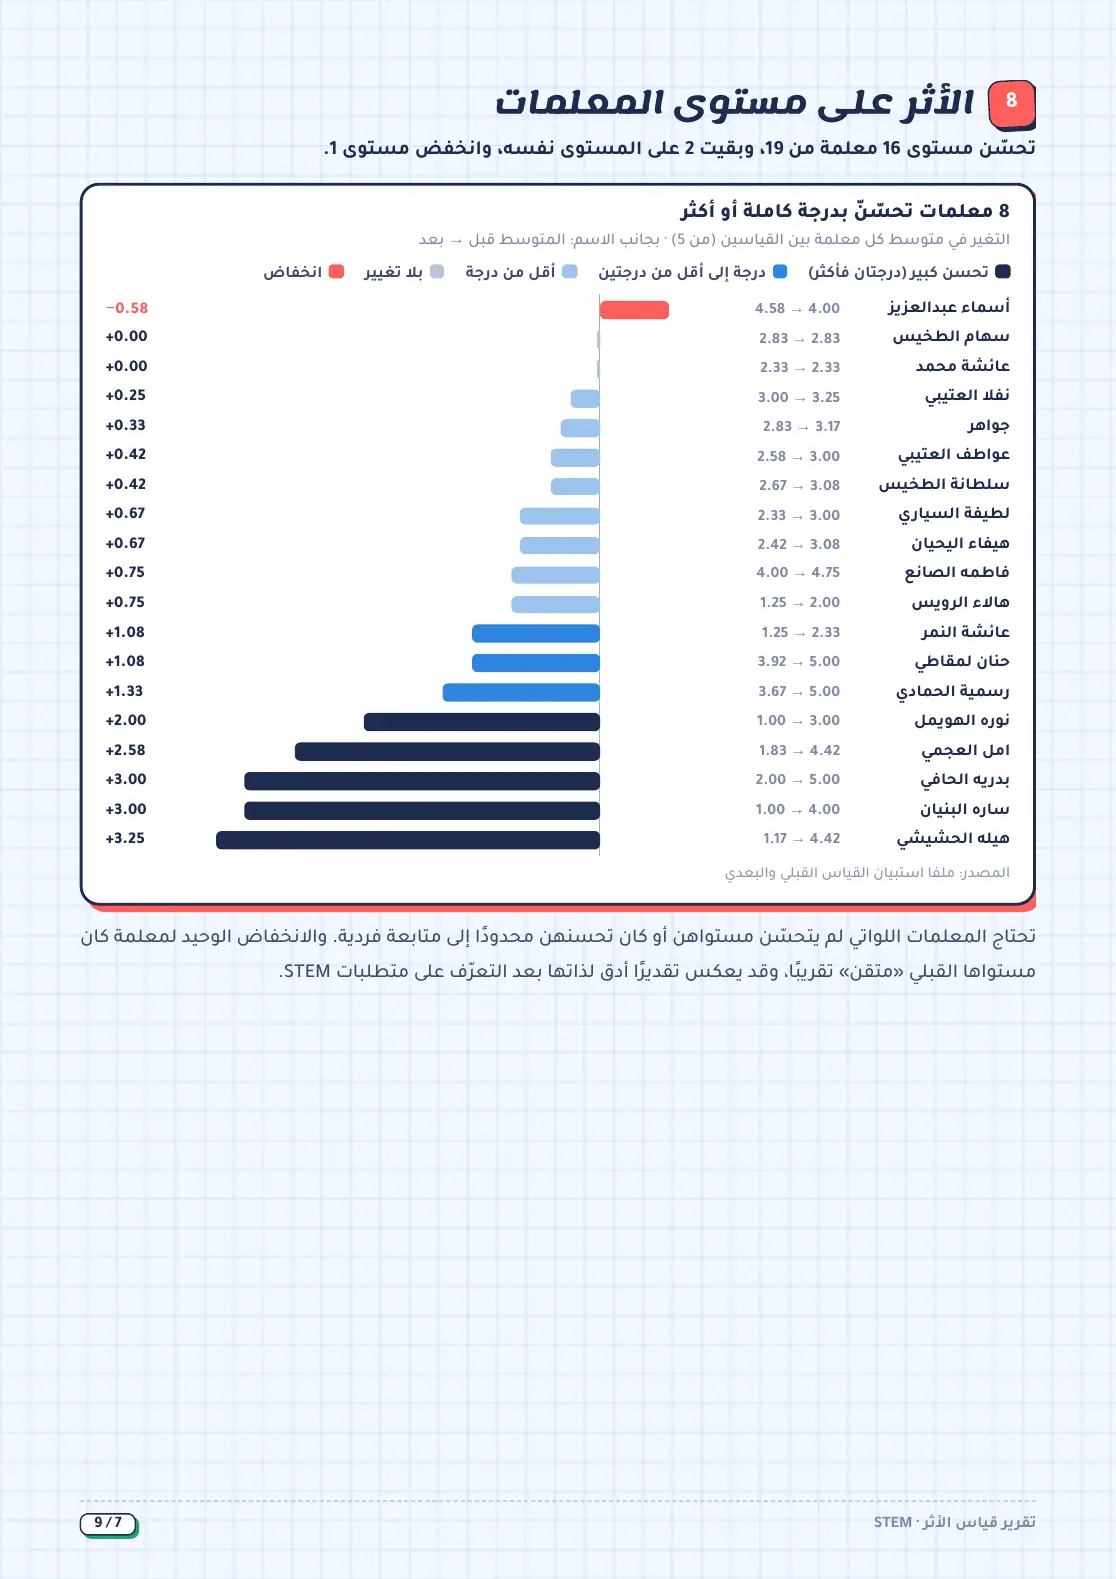 8 الأثر على مستوى المعلمات
تحسّن مستوى 16 معلمة من 19، وبقيت 2 على المستوى نفسه، وانخفض مستوى 1.
8 معلمات تحسّنّ بدرجة كاملة أو أكثر
التغير في متوسط كل معلمة بين القياسين (من 5) · بجانب الاسم: المتوسط قبل → بعد
تحسن كبير (درجتان فأكثر) درجة إلى أقل من درجتين أقل من درجة بلا تغيير انخفاض
أسماء عبدالعزيز 4.58 → 4.00 −0.58
سهام الطخيس 2.83 → 2.83 +0.00
عائشة محمد 2.33 → 2.33 +0.00
نفلا العتيبي 3.00 → 3.25 +0.25
جواهر 2.83 → 3.17 +0.33
عواطف العتيبي 2.58 → 3.00 +0.42
سلطانة الطخيس 2.67 → 3.08 +0.42
لطيفة السياري 2.33 → 3.00 +0.67
هيفاء اليحيان 2.42 → 3.08 +0.67
فاطمه الصانع 4.00 → 4.75 +0.75
هالاء الرويس 1.25 → 2.00 +0.75
عائشة النمر 1.25 → 2.33 +1.08
حنان لمقاطي 3.92 → 5.00 +1.08
رسمية الحمادي 3.67 → 5.00 +1.33
نوره الهويمل 1.00 → 3.00 +2.00
امل العجمي 1.83 → 4.42 +2.58
بدريه الحافي 2.00 → 5.00 +3.00
ساره البنيان 1.00 → 4.00 +3.00
هيله الحشيشي 1.17 → 4.42 +3.25
المصدر: ملفا استبيان القياس القبلي والبعدي
تحتاج المعلمات اللواتي لم يتحسّن مستواهن أو كان تحسنهن محدودًا إلى متابعة فردية. والانخفاض الوحيد لمعلمة كان
مستواها القبلي «متقن» تقريبًا، وقد يعكس تقديرًا أدق لذاتها بعد التعرّف على متطلبات STEM.
تقرير قياس الأثر · STEM 9 / 7